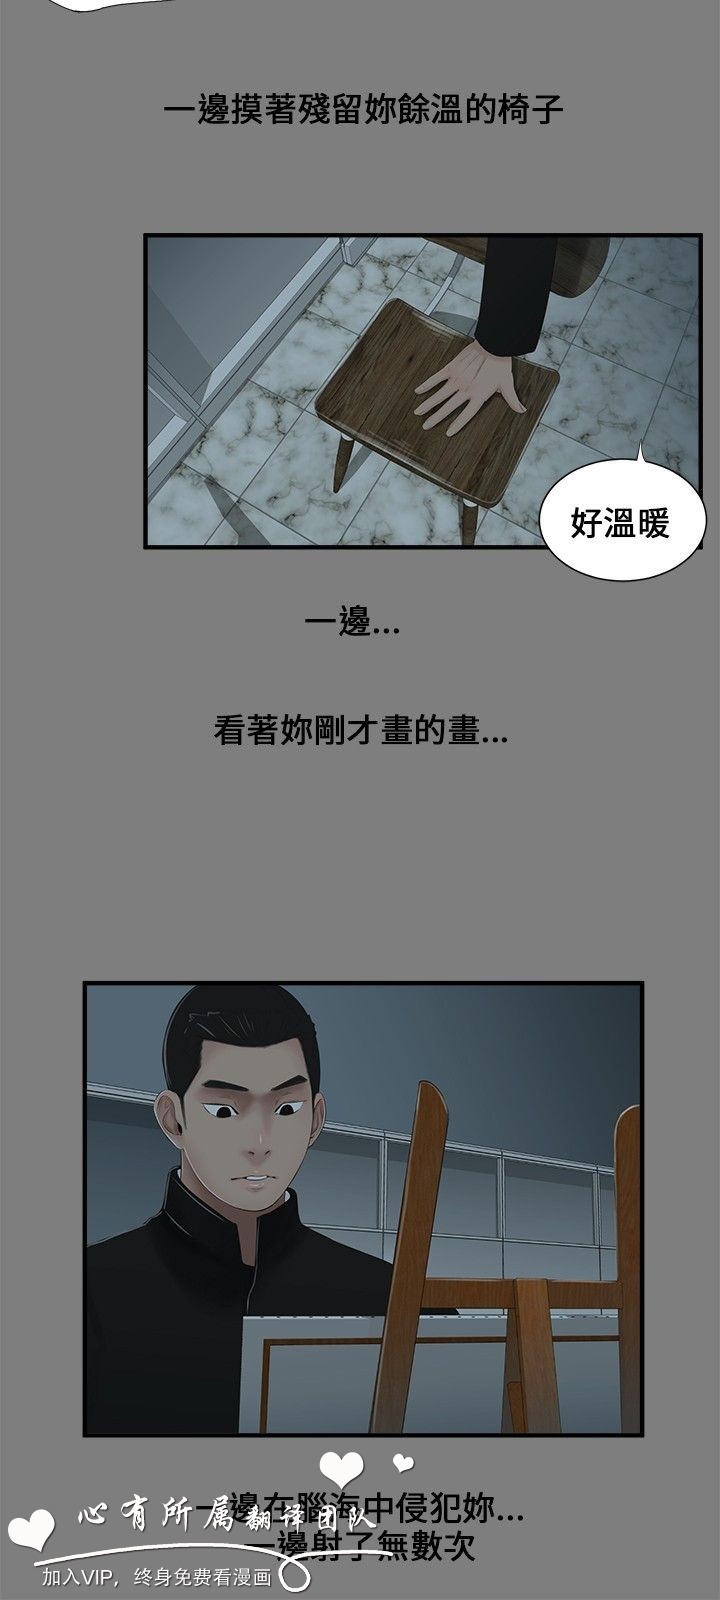 一邊摸著殘留妳餘溫的椅子
好溫暖
一邊...
看著妳剛才畫的畫...
一邊在腦海中侵犯妳...
一邊射了無數次
心有所属翻译团队
加入VIP，终身免费看漫画